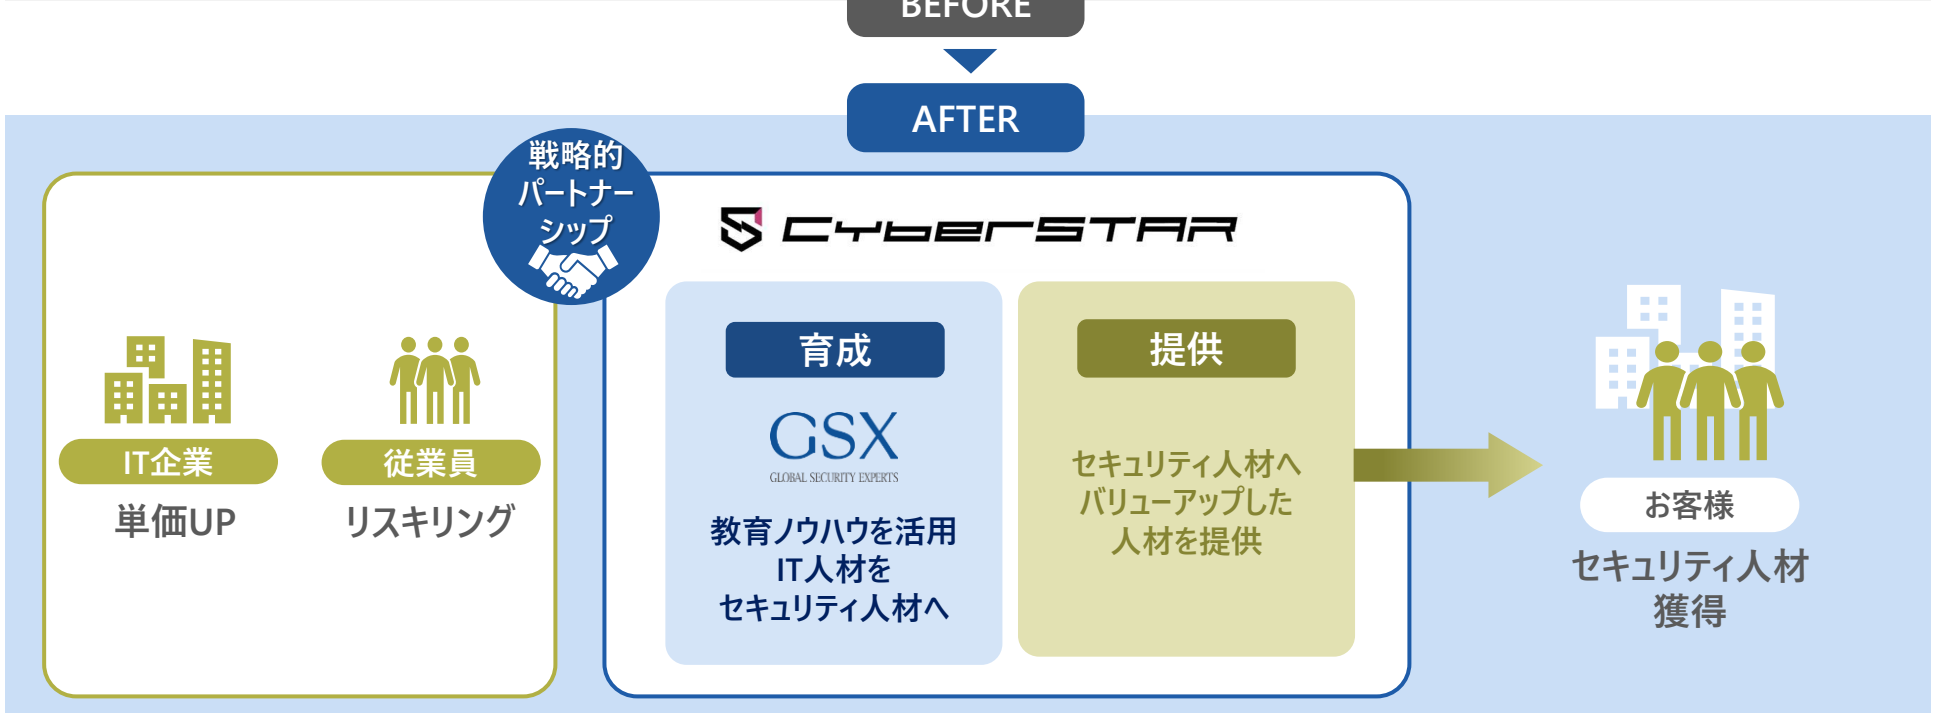 BEFORE
AFTER
戦略的
パートナー
シップ
CyberSTAR
IT企業
単価UP
従業員
リスキリング
育成
GSX
GLOBAL SECURITY EXPERTS
教育ノウハウを活用
IT人材を
セキュリティ人材へ
提供
セキュリティ人材へ
バリューアップした
人材を提供
お客様
セキュリティ人材
獲得